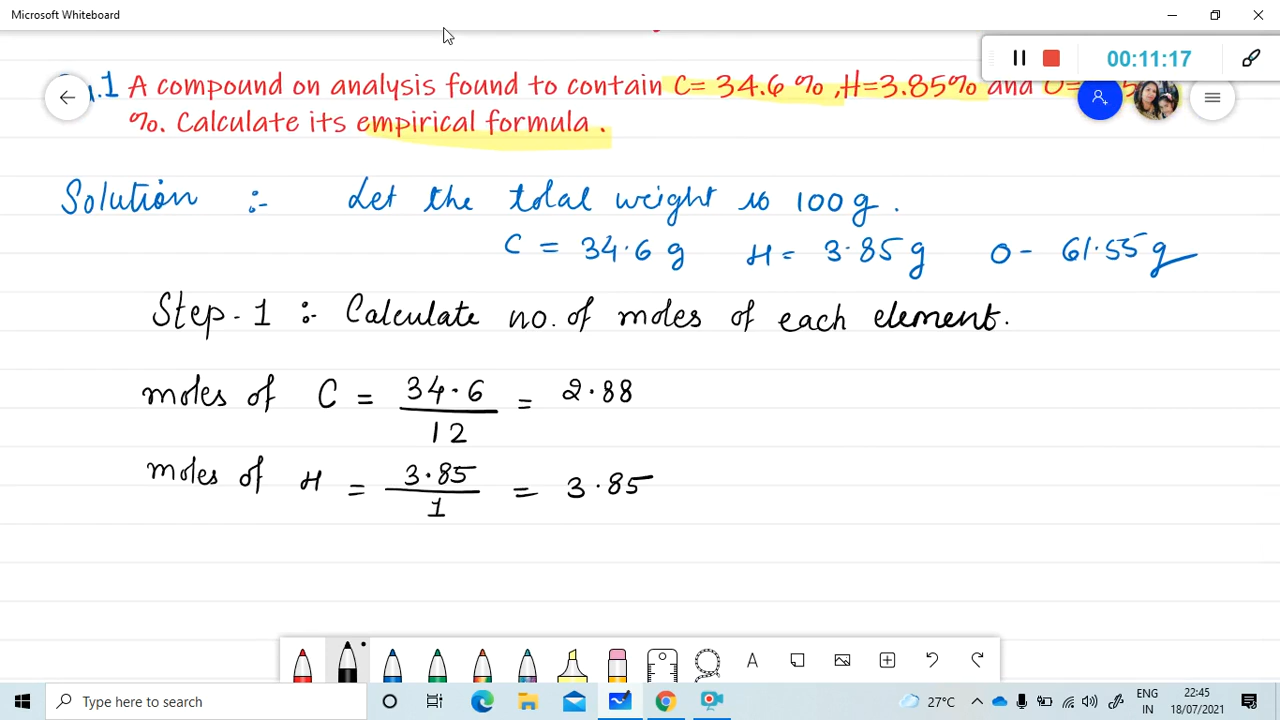 Microsoft Whiteboard
00:11:17
.1 A compound on analysis found to contain C= 34.6 % ,H=3.85% and O=
%. Calculate its empirical formula .
Solution :- Let the total weight is 100 g .
C = 34.6 g H = 3.85 g O - 61.55 g
Step - 1 :- Calculate no. of moles of each element.
moles of C = 34.6 / 12 = 2.88
moles of H = 3.85 / 1 = 3.85
Type here to search
27°C
ENG
IN
22:45
18/07/2021